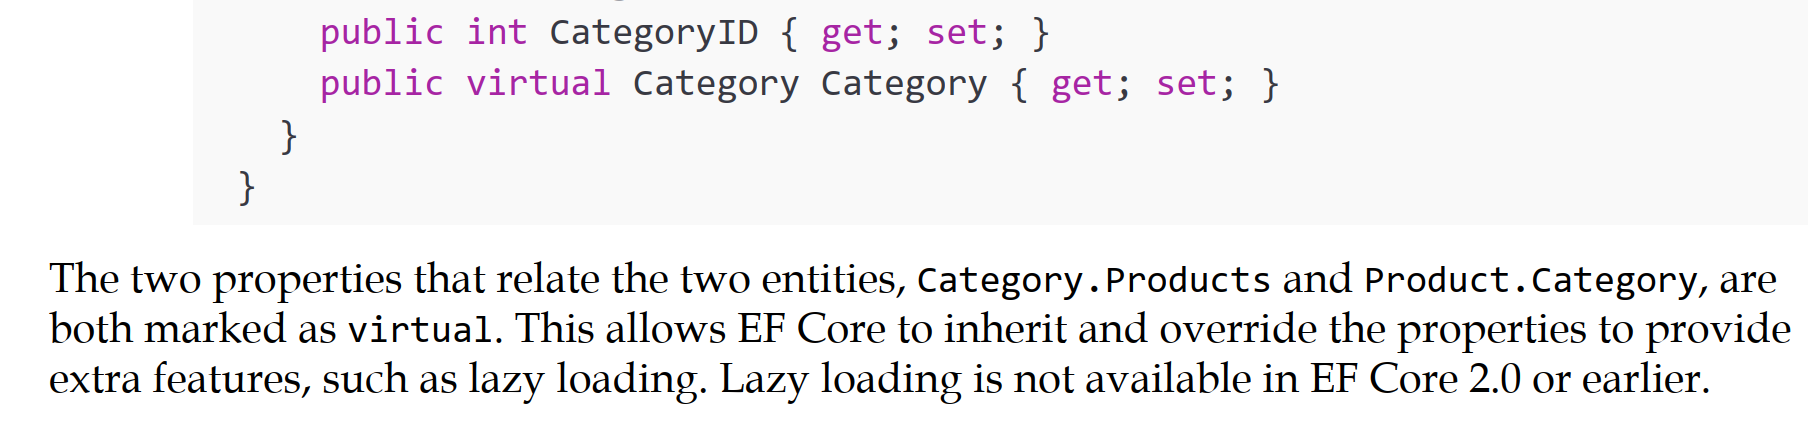 public int CategoryID { get; set; }
public virtual Category Category { get; set; }
}
}
The two properties that relate the two entities, Category.Products and Product.Category, are
both marked as virtual. This allows EF Core to inherit and override the properties to provide
extra features, such as lazy loading. Lazy loading is not available in EF Core 2.0 or earlier.